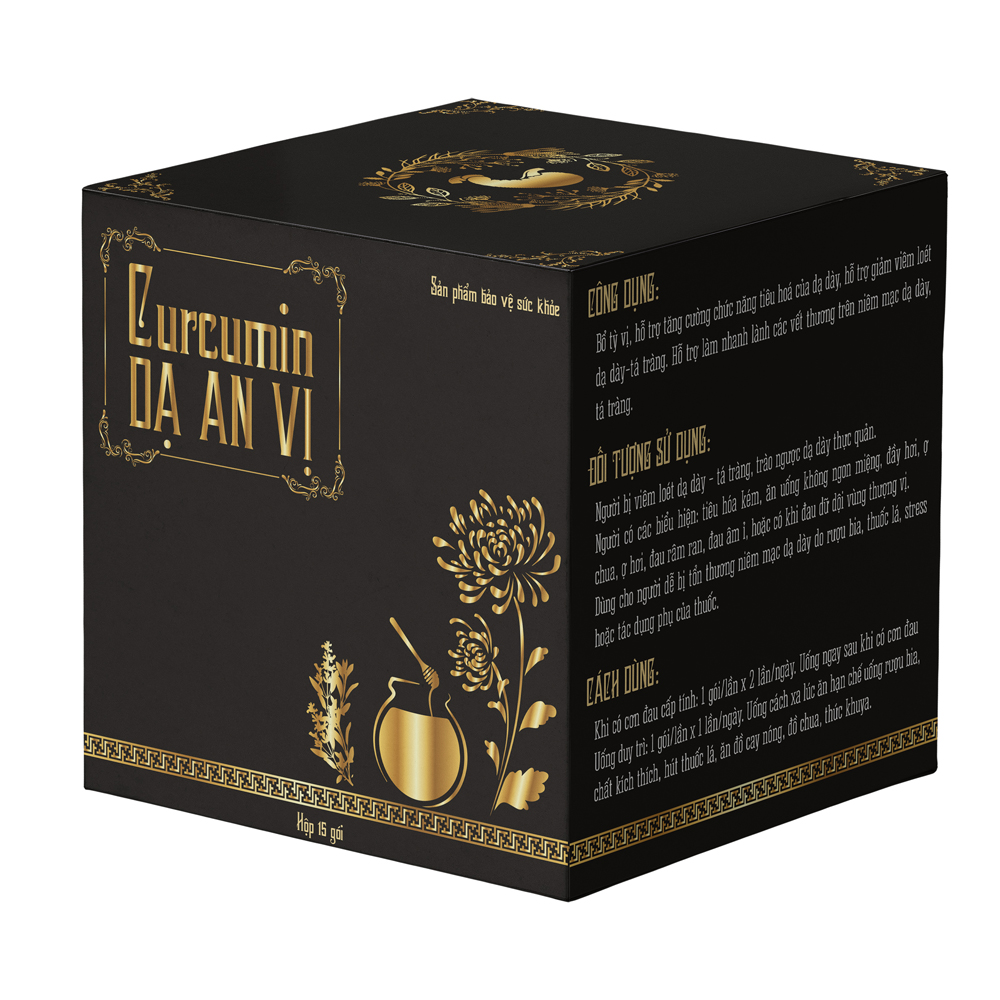 Curcumin
DẠ AN VỊ
Sản phẩm bảo vệ sức khỏe
Hộp 15 gói
CÔNG DỤNG:
Bổ tỳ vị, hỗ trợ tăng cường chức năng tiêu hoá của dạ dày, hỗ trợ giảm viêm loét
dạ dày-tá tràng. Hỗ trợ làm nhanh lành các vết thương trên niêm mạc dạ dày,
tá tràng.
ĐỐI TƯỢNG SỬ DỤNG:
Người bị viêm loét dạ dày - tá tràng, trào ngược dạ dày thực quản.
Người có các biểu hiện: tiêu hóa kém, ăn uống không ngon miệng, đầy hơi, ợ
chua, ợ hơi, đau râm ran, đau âm ỉ, hoặc có khi đau dữ dội vùng thượng vị.
Dùng cho người dễ bị tổn thương niêm mạc dạ dày do rượu bia, thuốc lá, stress
hoặc tác dụng phụ của thuốc.
CÁCH DÙNG:
Khi có cơn đau cấp tính: 1 gói/lần x 2 lần/ngày. Uống ngay sau khi có cơn đau
Uống duy trì: 1 gói/lần x 1 lần/ngày. Uống cách xa lúc ăn hạn chế uống rượu bia,
chất kích thích, hút thuốc lá, ăn đồ cay nóng, đồ chua, thức khuya.